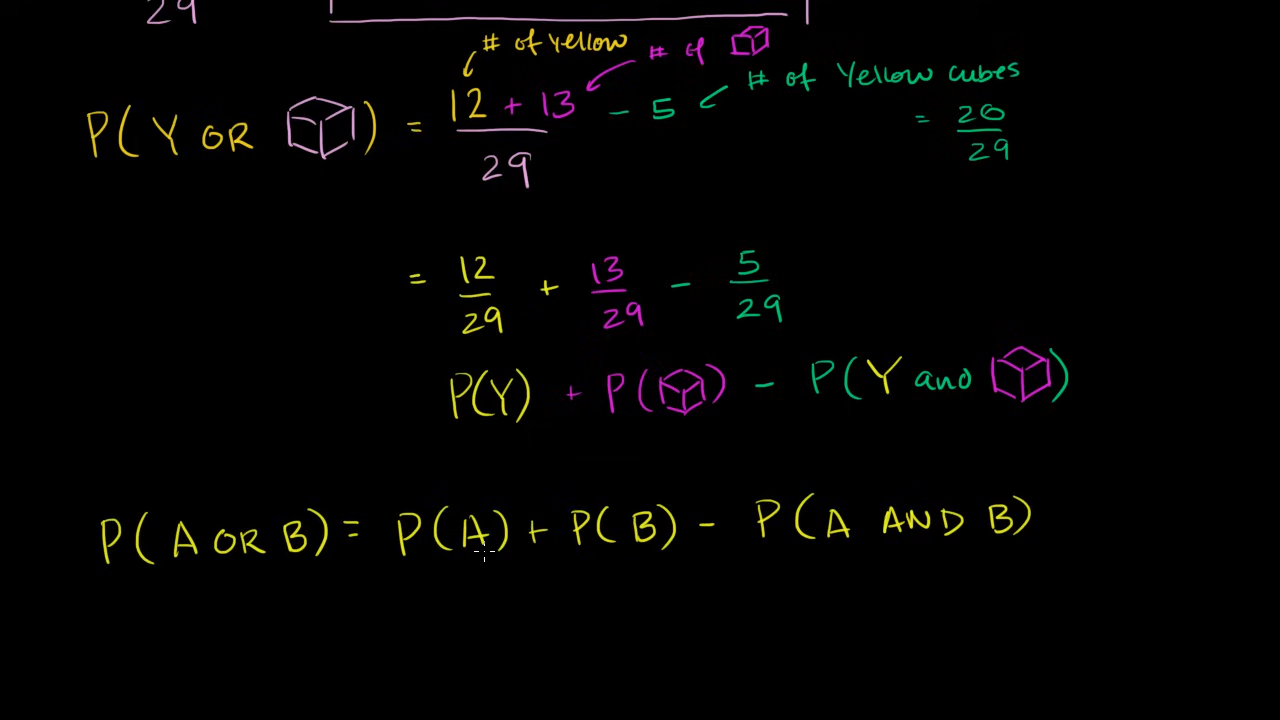 29
# of yellow
# of
P(Y OR ) = 12 + 13 - 5 # of Yellow cubes
29
= 20/29
= 12/29 + 13/29 - 5/29
P(Y) + P( ) - P(Y and )
P(A OR B) = P(A) + P(B) - P(A AND B)